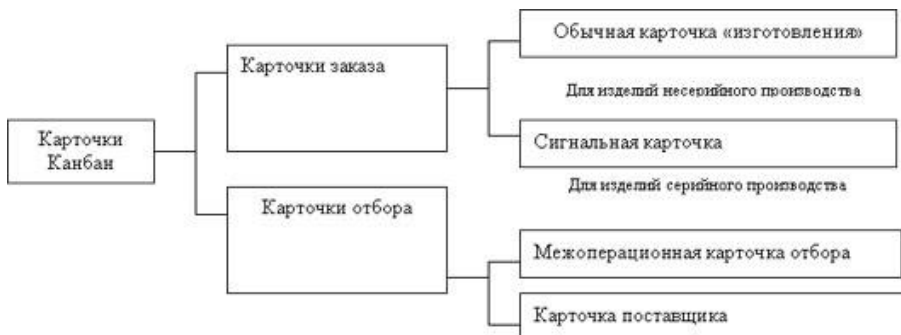 Обычная карточка «изготовления»
Карточки заказа
Для изделий несерийного производства
Карточки
Канбан
Сигнальная карточка
Для изделий серийного производства
Карточки отбора
Межоперационная карточка отбора
Карточка поставщика